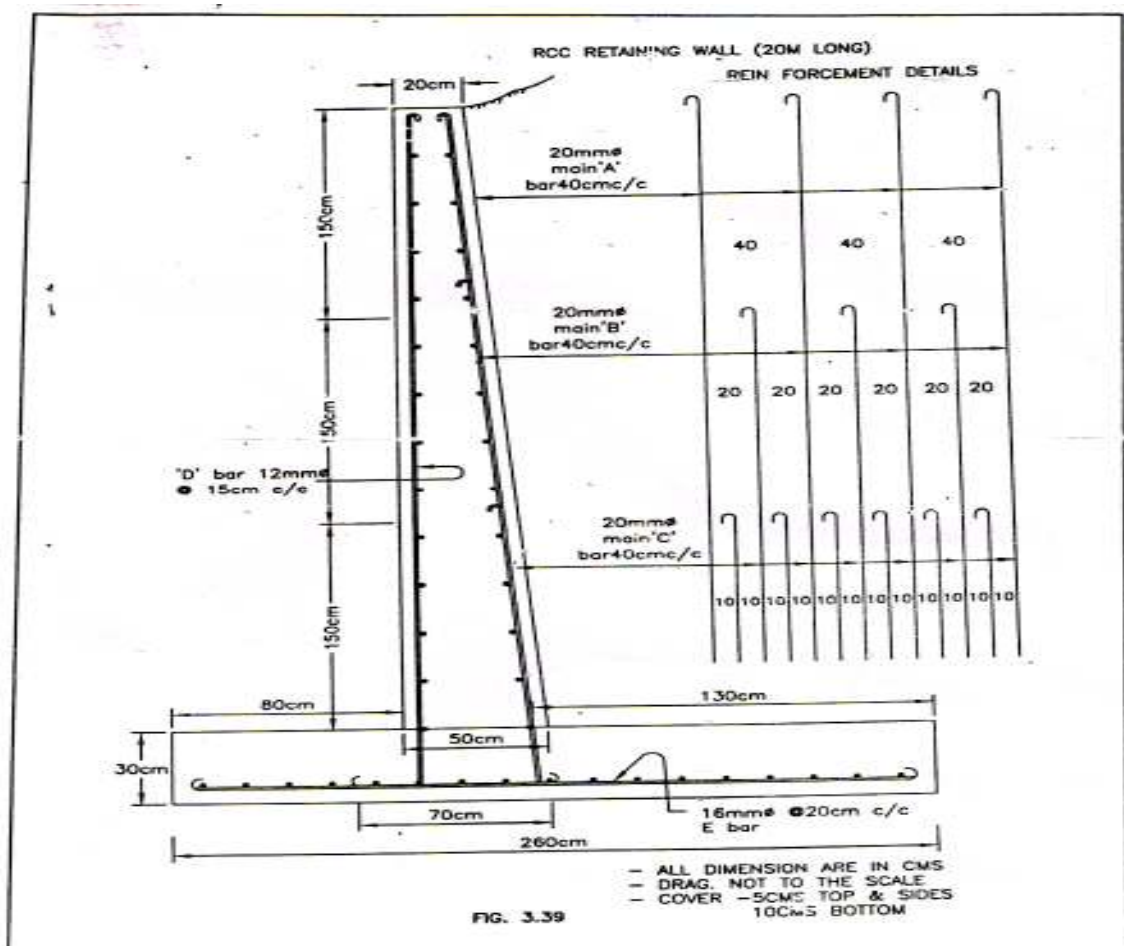 RCC RETAINING WALL (20M LONG)
REIN FORCEMENT DETAILS
20cm
20mmø
main"A"
bar40cmc/c
150cm
40
40
40
20mmø
main"B"
bar40cmc/c
150cm
20
20
20
20
20
20
'D' bar 12mmø
@ 15cm c/c
20mmø
main"C"
bar40cmc/c
150cm
10
10
10
10
10
10
10
10
10
10
10
10
80cm
130cm
50cm
30cm
70cm
16mmø @20cm c/c
E bar
260cm
- ALL DIMENSION ARE IN CMS
- DRAG. NOT TO THE SCALE
- COVER -5CMS TOP & SIDES
10CMS BOTTOM
FIG. 3.39